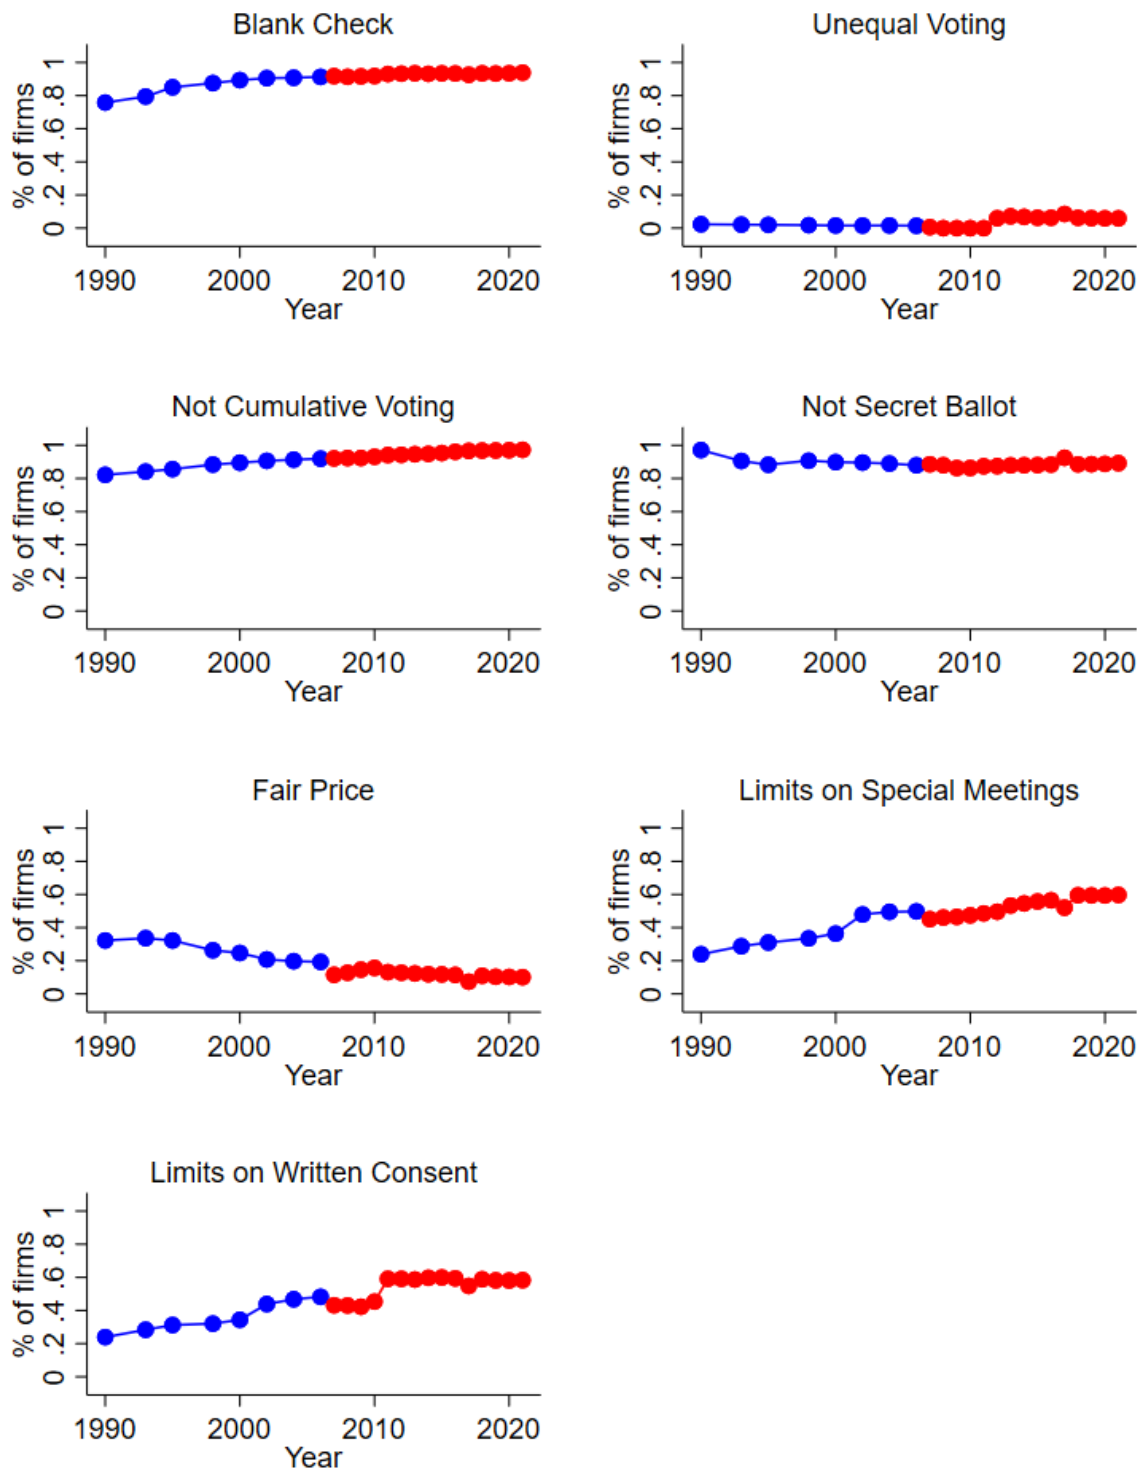 Blank Check
% of firms
0 .2 .4 .6 .8 1
1990 2000 2010 2020
Year
Unequal Voting
% of firms
0 .2 .4 .6 .8 1
1990 2000 2010 2020
Year
Not Cumulative Voting
% of firms
0 .2 .4 .6 .8 1
1990 2000 2010 2020
Year
Not Secret Ballot
% of firms
0 .2 .4 .6 .8 1
1990 2000 2010 2020
Year
Fair Price
% of firms
0 .2 .4 .6 .8 1
1990 2000 2010 2020
Year
Limits on Special Meetings
% of firms
0 .2 .4 .6 .8 1
1990 2000 2010 2020
Year
Limits on Written Consent
% of firms
0 .2 .4 .6 .8 1
1990 2000 2010 2020
Year